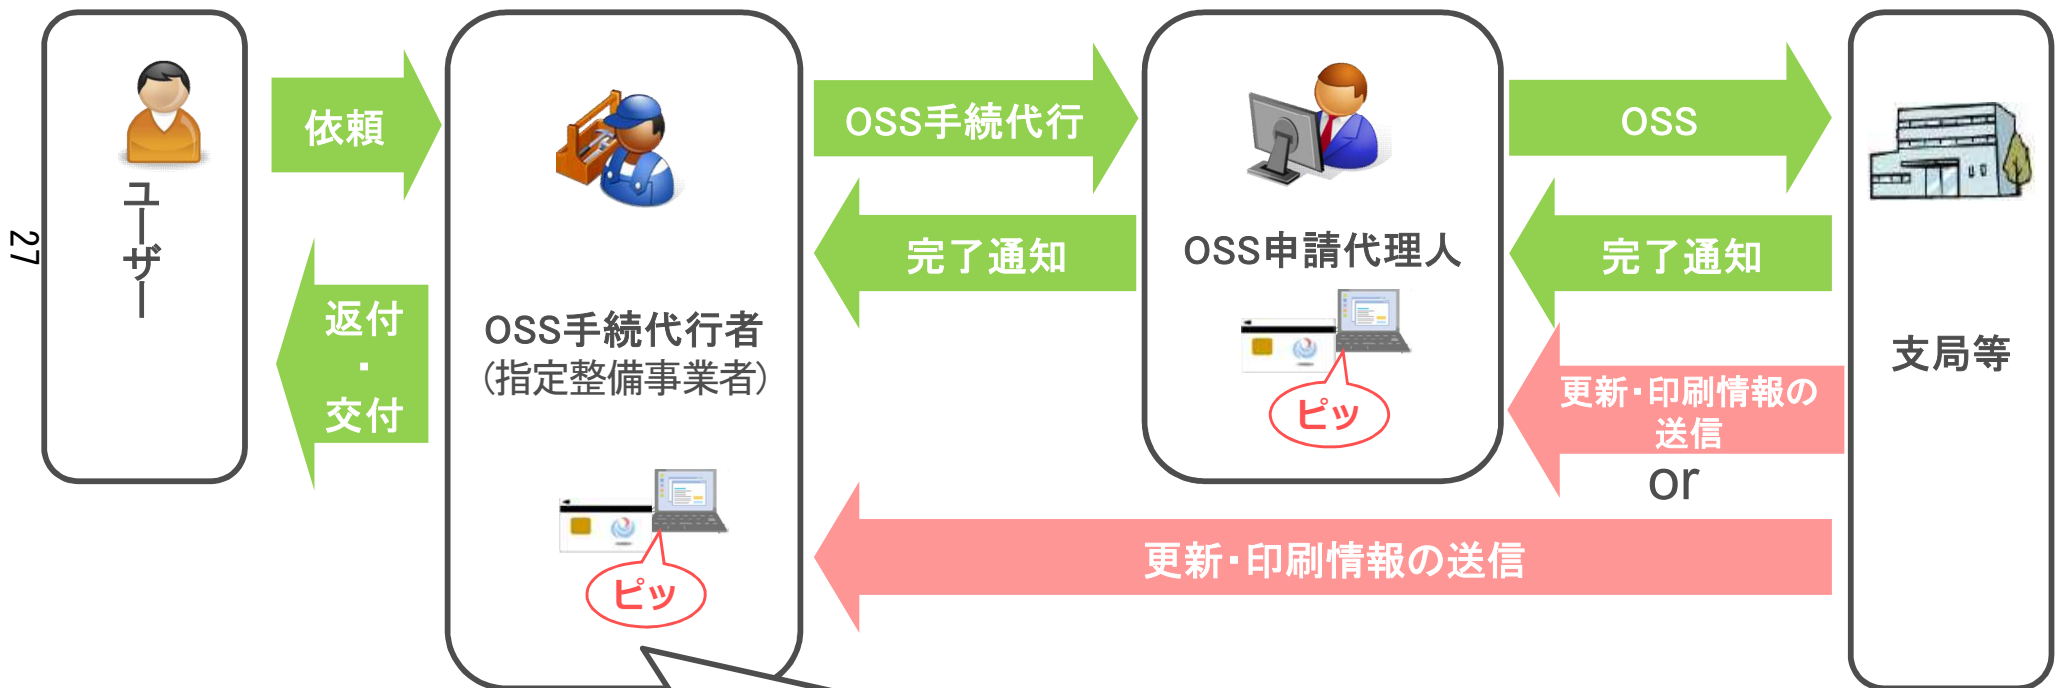 27
ユーザー
依頼
返付
・
交付
OSS手続代行者
(指定整備事業者)
ピッ
OSS手続代行
完了通知
OSS申請代理人
ピッ
OSS
完了通知
更新・印刷情報の
送信
or
更新・印刷情報の送信
支局等